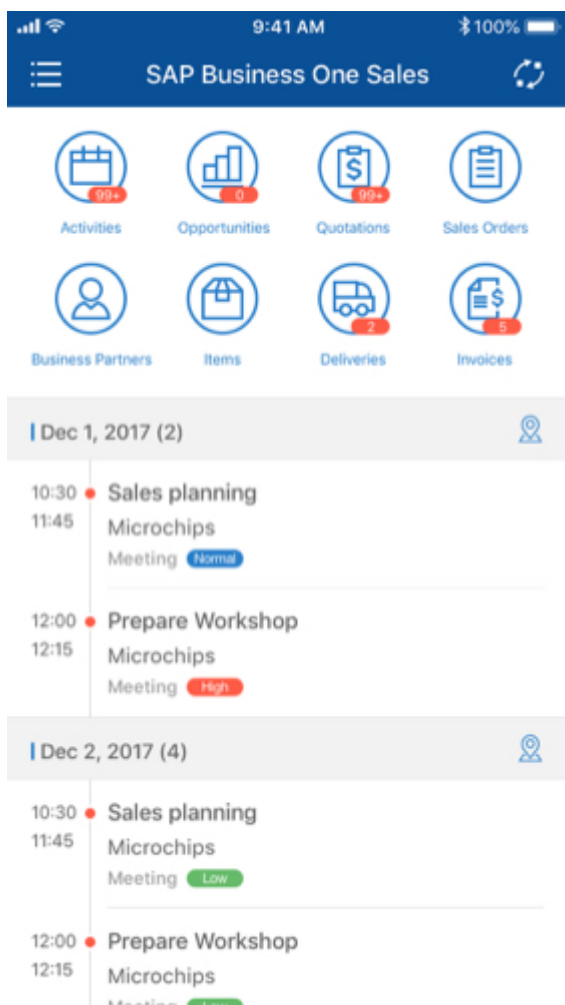 9:41 AM
100%
SAP Business One Sales
99+
0
99+
Activities
Opportunities
Quotations
Sales Orders
2
5
Business Partners
Items
Deliveries
Invoices
Dec 1, 2017 (2)
10:30 Sales planning
11:45 Microchips
Meeting Normal
12:00 Prepare Workshop
12:15 Microchips
Meeting High
Dec 2, 2017 (4)
10:30 Sales planning
11:45 Microchips
Meeting Low
12:00 Prepare Workshop
12:15 Microchips
Meeting Low